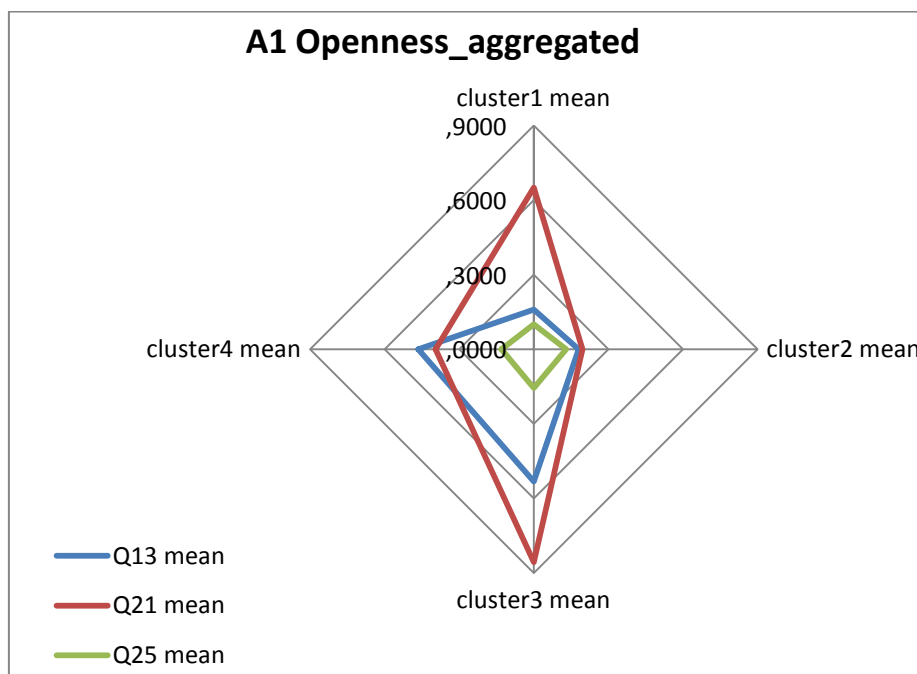 A1 Openness_aggregated
cluster1 mean
,9000
,6000
,3000
cluster4 mean
,0000
cluster2 mean
cluster3 mean
Q13 mean
Q21 mean
Q25 mean